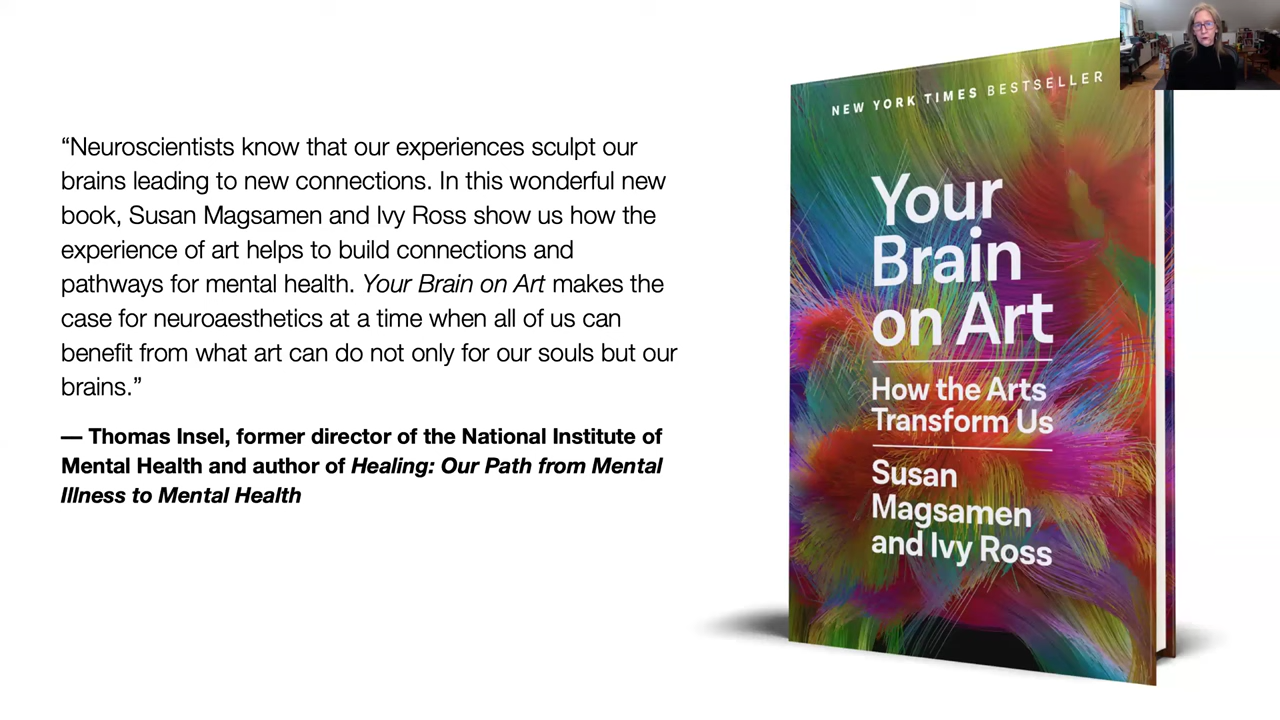 “Neuroscientists know that our experiences sculpt our
brains leading to new connections. In this wonderful new
book, Susan Magsamen and Ivy Ross show us how the
experience of art helps to build connections and
pathways for mental health. Your Brain on Art makes the
case for neuroaesthetics at a time when all of us can
benefit from what art can do not only for our souls but our
brains.”
— Thomas Insel, former director of the National Institute of
Mental Health and author of Healing: Our Path from Mental
Illness to Mental Health
NEW YORK TIMES BESTSELLER
Your
Brain
on Art
How the Arts
Transform Us
Susan
Magsamen
and Ivy Ross